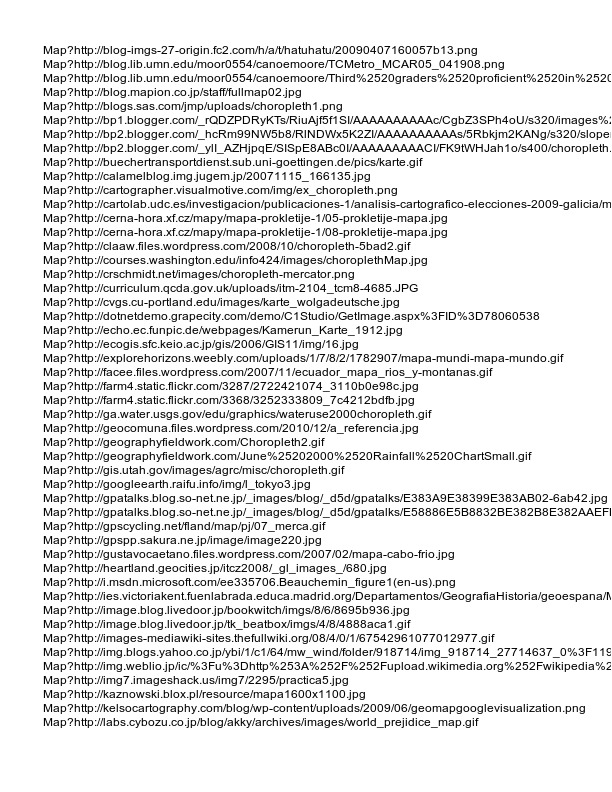 Map?http://blog-imgs-27-origin.fc2.com/h/a/t/hatuhatu/20090407160057b13.png
Map?http://blog.lib.umn.edu/moor0554/canoemoore/TCMetro_MCAR05_041908.png
Map?http://blog.lib.umn.edu/moor0554/canoemoore/Third%2520graders%2520proficient%2520in%2520
Map?http://blog.mapion.co.jp/staff/fullmap02.jpg
Map?http://blogs.sas.com/jmp/uploads/choropleth1.png
Map?http://bp1.blogger.com/_rQDZPDRyKTs/RiuAjf5f1SI/AAAAAAAAAAc/CgbZ3SPh4oU/s320/images%2
Map?http://bp2.blogger.com/_hcRm99NW5b8/RlNDWx5K2ZI/AAAAAAAAAAs/5Rbkjm2KANg/s320/slope
Map?http://bp2.blogger.com/_yll_AZHjpqE/SISpE8ABc0I/AAAAAAAAACI/FK9tWHJah1o/s400/choropleth.
Map?http://buechertransportdienst.sub.uni-goettingen.de/pics/karte.gif
Map?http://calamelblog.img.jugem.jp/20071115_166135.jpg
Map?http://cartographer.visualmotive.com/img/ex_choropleth.png
Map?http://cartolab.udc.es/investigacion/publicaciones-1/analisis-cartografico-elecciones-2009-galicia/m
Map?http://cerna-hora.xf.cz/mapy/mapa-prokletije-1/05-prokletije-mapa.jpg
Map?http://cerna-hora.xf.cz/mapy/mapa-prokletije-1/08-prokletije-mapa.jpg
Map?http://claaw.files.wordpress.com/2008/10/choropleth-5bad2.gif
Map?http://courses.washington.edu/info424/images/choroplethMap.jpg
Map?http://crschmidt.net/images/choropleth-mercator.png
Map?http://curriculum.qcda.gov.uk/uploads/itm-2104_tcm8-4685.JPG
Map?http://cvgs.cu-portland.edu/images/karte_wolgadeutsche.jpg
Map?http://dotnetdemo.grapecity.com/demo/C1Studio/GetImage.aspx%3FID%3D78060538
Map?http://echo.ec.funpic.de/webpages/Kamerun_Karte_1912.jpg
Map?http://ecogis.sfc.keio.ac.jp/gis/2006/GIS11/img/16.jpg
Map?http://explorehorizons.weebly.com/uploads/1/7/8/2/1782907/mapa-mundi-mapa-mundo.gif
Map?http://facee.files.wordpress.com/2007/11/ecuador_mapa_rios_y-montanas.gif
Map?http://farm4.static.flickr.com/3287/2722421074_3110b0e98c.jpg
Map?http://farm4.static.flickr.com/3368/3252333809_7c4212bdfb.jpg
Map?http://ga.water.usgs.gov/edu/graphics/wateruse2000choropleth.gif
Map?http://geocomuna.files.wordpress.com/2010/12/a_referencia.jpg
Map?http://geographyfieldwork.com/Choropleth2.gif
Map?http://geographyfieldwork.com/June%25202000%2520Rainfall%2520ChartSmall.gif
Map?http://gis.utah.gov/images/agrc/misc/choropleth.gif
Map?http://googleearth.raifu.info/img/l_tokyo3.jpg
Map?http://gpatalks.blog.so-net.ne.jp/_images/blog/_d5d/gpatalks/E383A9E38399E383AB02-6ab42.jpg
Map?http://gpatalks.blog.so-net.ne.jp/_images/blog/_d5d/gpatalks/E58886E5B8832BE382B8E382AAEFI
Map?http://gpscycling.net/fland/map/pj/07_merca.gif
Map?http://gpspp.sakura.ne.jp/image/image220.jpg
Map?http://gustavocaetano.files.wordpress.com/2007/02/mapa-cabo-frio.jpg
Map?http://heartland.geocities.jp/itcz2008/_gl_images_/680.jpg
Map?http://i.msdn.microsoft.com/ee335706.Beauchemin_figure1(en-us).png
Map?http://ies.victoriakent.fuenlabrada.educa.madrid.org/Departamentos/GeografiaHistoria/geoespana/M
Map?http://image.blog.livedoor.jp/bookwitch/imgs/8/6/8695b936.jpg
Map?http://image.blog.livedoor.jp/tk_beatbox/imgs/4/8/4888aca1.gif
Map?http://images-mediawiki-sites.thefullwiki.org/08/4/0/1/67542961077012977.gif
Map?http://img.blogs.yahoo.co.jp/ybi/1/c1/64/mw_wind/folder/918714/img_918714_27714637_0%3F119
Map?http://img.weblio.jp/ic/%3Fu%3Dhttp%253A%252F%252Fupload.wikimedia.org%252Fwikipedia%2
Map?http://img7.imageshack.us/img7/2295/practica5.jpg
Map?http://kaznowski.blox.pl/resource/mapa1600x1100.jpg
Map?http://kelsocartography.com/blog/wp-content/uploads/2009/06/geomapgooglevisualization.png
Map?http://labs.cybozu.co.jp/blog/akky/archives/images/world_prejidice_map.gif